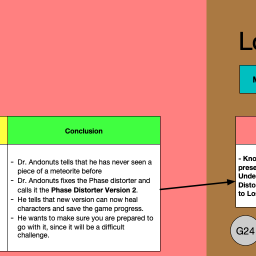 Lo
Conclusion
- Dr. Andonuts tells that he has never seen a
piece of a meteorite before
- Dr. Andonuts fixes the Phase distorter and
calls it the Phase Distorter Version 2.
- He tells that new version can now heal
characters and save the game progress.
- He wants to make sure you are prepared to
go with it, since it will be a difficult
challenge.
- Kno
prese
Unde
Disto
to Lo
G24